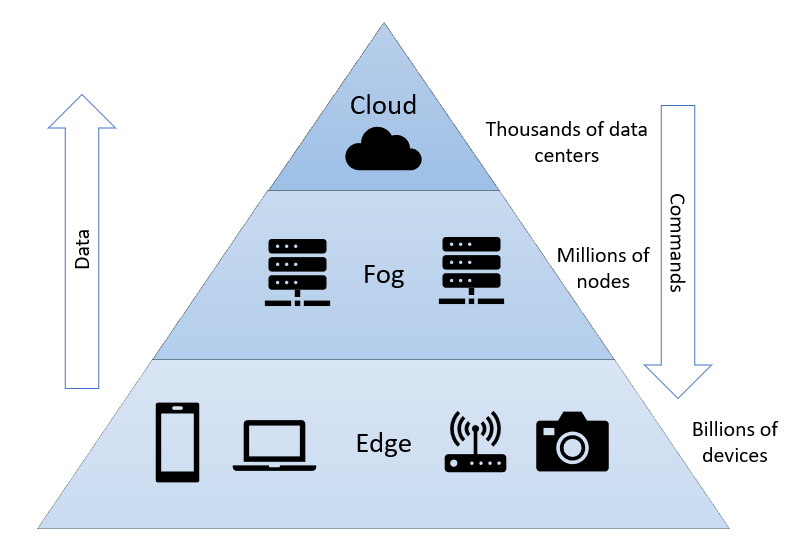 Cloud
Thousands of data
centers
Data
Commands
Fog
Millions of
nodes
Edge
Billions of
devices